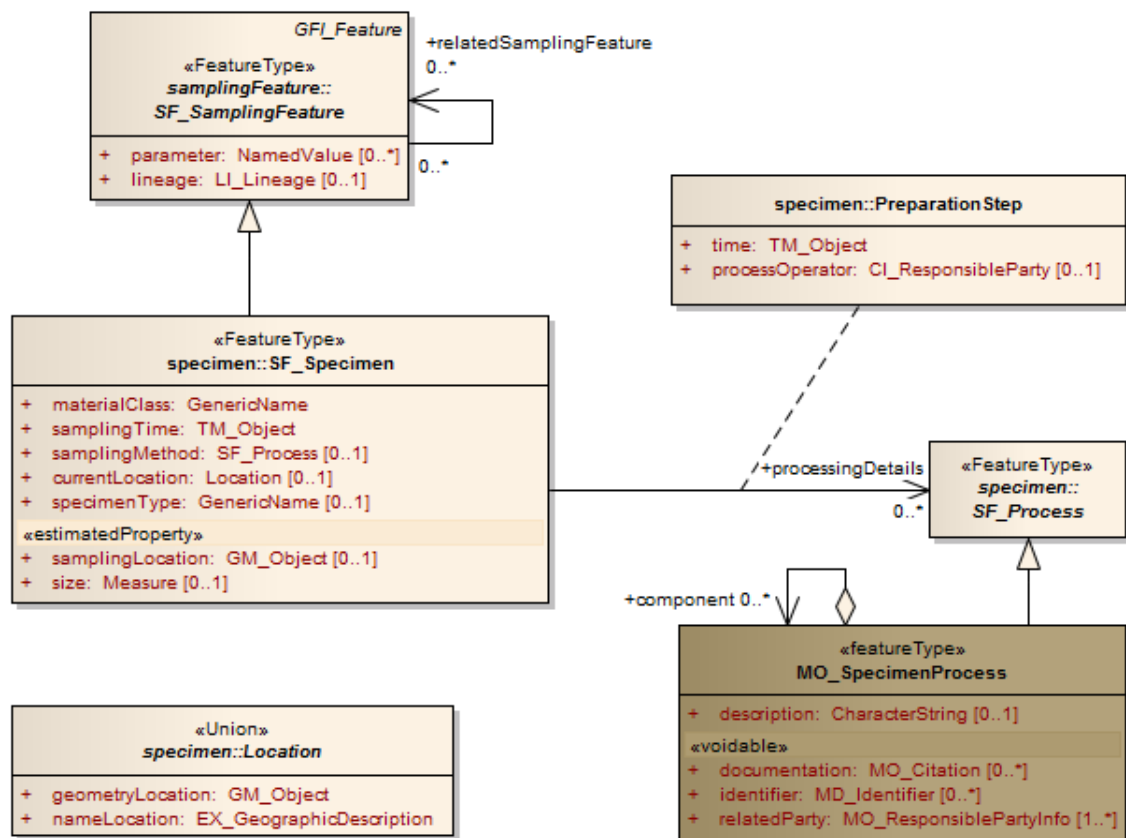 GFI_Feature
«FeatureType»
samplingFeature::
SF_SamplingFeature
+ parameter: NamedValue [0..*]
+ lineage: LI_Lineage [0..1]
+relatedSamplingFeature
0..*
0..*
specimen::PreparationStep
+ time: TM_Object
+ processOperator: CI_ResponsibleParty [0..1]
«FeatureType»
specimen::SF_Specimen
+ materialClass: GenericName
+ samplingTime: TM_Object
+ samplingMethod: SF_Process [0..1]
+ currentLocation: Location [0..1]
+ specimenType: GenericName [0..1]
«estimatedProperty»
+ samplingLocation: GM_Object [0..1]
+ size: Measure [0..1]
+processingDetails
0..*
«FeatureType»
specimen::
SF_Process
+component 0..*
«featureType»
MO_SpecimenProcess
+ description: CharacterString [0..1]
«voidable»
+ documentation: MO_Citation [0..*]
+ identifier: MD_Identifier [0..*]
+ relatedParty: MO_ResponsiblePartyInfo [1..*]
«Union»
specimen::Location
+ geometryLocation: GM_Object
+ nameLocation: EX_GeographicDescription